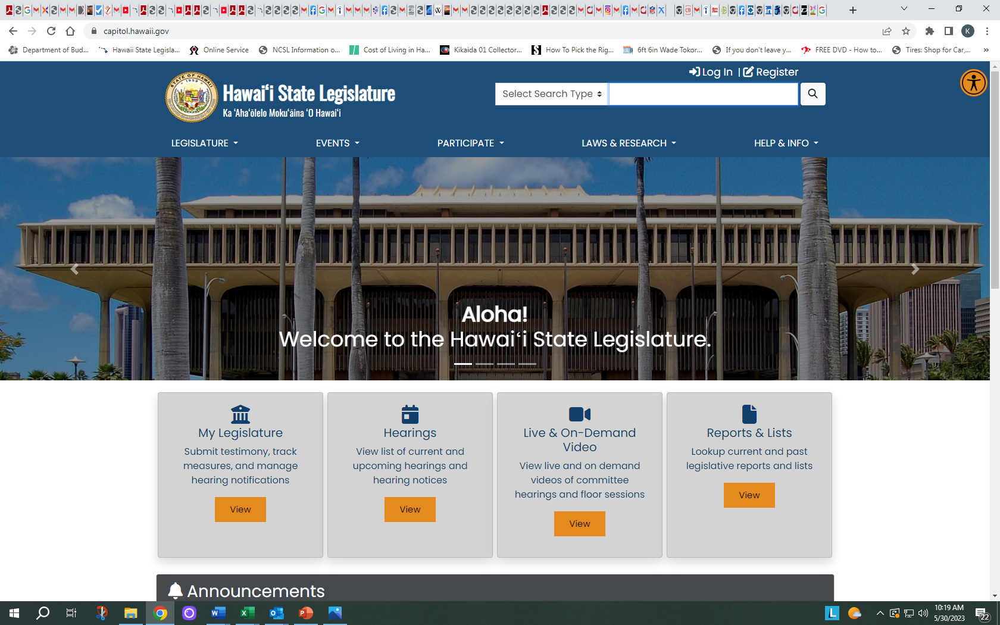 capitol.hawaii.gov
K
Department of Bud...
Hawaii State Legisla...
Online Service
NCSL Information o...
Cost of Living in Ha...
Kikaida 01 Collector...
How To Pick the Rig...
6ft 6in Wade Tokor...
If you don't leave y...
FREE DVD - How to...
Tires: Shop for Car,...
»
Log In | Register
STATE OF HAWAII
1959
Hawaiʻi State Legislature
Ka ʻAhaʻōlelo Mokuʻāina ʻO Hawaiʻi
Select Search Type
LEGISLATURE
EVENTS
PARTICIPATE
LAWS & RESEARCH
HELP & INFO
Aloha!
Welcome to the Hawaiʻi State Legislature.
My Legislature
Submit testimony, track
measures, and manage
hearing notifications
View
Hearings
View list of current and
upcoming hearings and
hearing notices
View
Live & On-Demand
Video
View live and on demand
videos of committee
hearings and floor sessions
View
Reports & Lists
Lookup current and past
legislative reports and lists
View
Announcements
L
10:19 AM
5/30/2023
22